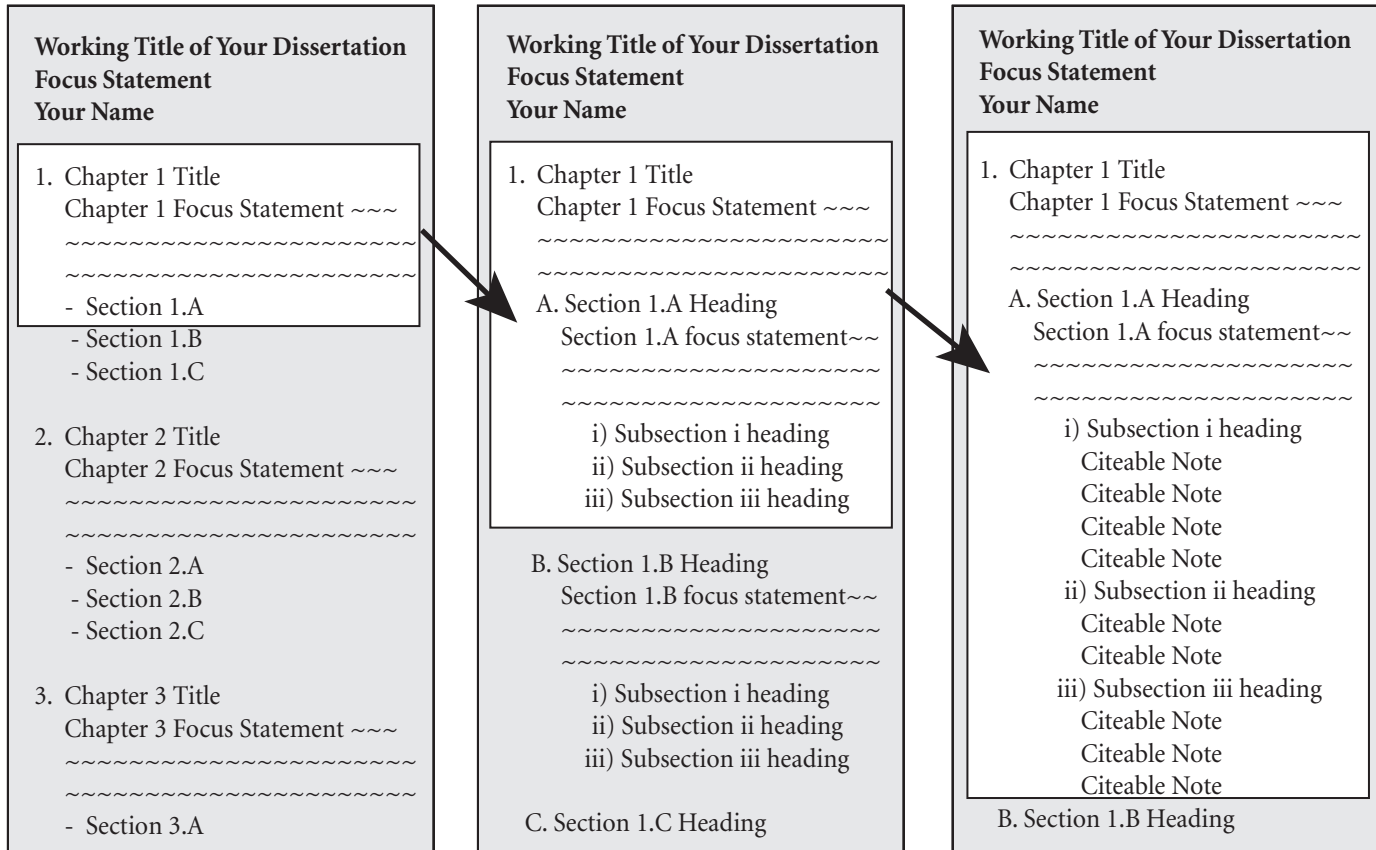 Working Title of Your Dissertation
Focus Statement
Your Name
1. Chapter 1 Title
Chapter 1 Focus Statement ~~~
~~~~~~~~~~~~~~~~~~~~~~
~~~~~~~~~~~~~~~~~~~~~~
- Section 1.A
- Section 1.B
- Section 1.C
2. Chapter 2 Title
Chapter 2 Focus Statement ~~~
~~~~~~~~~~~~~~~~~~~~~~
~~~~~~~~~~~~~~~~~~~~~~
- Section 2.A
- Section 2.B
- Section 2.C
3. Chapter 3 Title
Chapter 3 Focus Statement ~~~
~~~~~~~~~~~~~~~~~~~~~~
~~~~~~~~~~~~~~~~~~~~~~
- Section 3.A
Working Title of Your Dissertation
Focus Statement
Your Name
1. Chapter 1 Title
Chapter 1 Focus Statement ~~~
~~~~~~~~~~~~~~~~~~~~~~
~~~~~~~~~~~~~~~~~~~~~~
A. Section 1.A Heading
Section 1.A focus statement~~
~~~~~~~~~~~~~~~~~~~~
~~~~~~~~~~~~~~~~~~~~
i) Subsection i heading
ii) Subsection ii heading
iii) Subsection iii heading
B. Section 1.B Heading
Section 1.B focus statement~~
~~~~~~~~~~~~~~~~~~~~
~~~~~~~~~~~~~~~~~~~~
i) Subsection i heading
ii) Subsection ii heading
iii) Subsection iii heading
C. Section 1.C Heading
Working Title of Your Dissertation
Focus Statement
Your Name
1. Chapter 1 Title
Chapter 1 Focus Statement ~~~
~~~~~~~~~~~~~~~~~~~~~~
~~~~~~~~~~~~~~~~~~~~~~
A. Section 1.A Heading
Section 1.A focus statement~~
~~~~~~~~~~~~~~~~~~~~
~~~~~~~~~~~~~~~~~~~~
i) Subsection i heading
Citeable Note
Citeable Note
Citeable Note
Citeable Note
ii) Subsection ii heading
Citeable Note
Citeable Note
iii) Subsection iii heading
Citeable Note
Citeable Note
Citeable Note
B. Section 1.B Heading